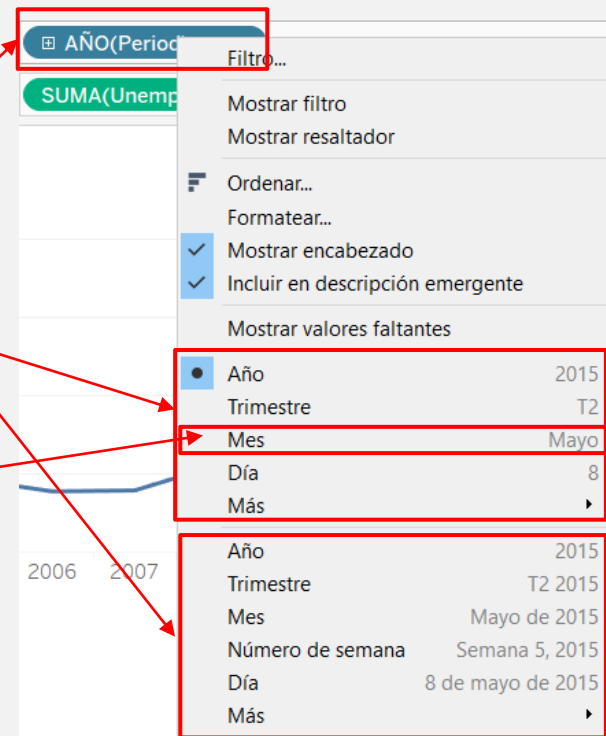 AÑO(Period
SUMA(Unemp
Filtro...
Mostrar filtro
Mostrar resaltador
Ordenar...
Formatear...
Mostrar encabezado
Incluir en descripción emergente
Mostrar valores faltantes
Año 2015
Trimestre T2
Mes Mayo
Día 8
Más
2006 2007
Año 2015
Trimestre T2 2015
Mes Mayo de 2015
Número de semana Semana 5, 2015
Día 8 de mayo de 2015
Más